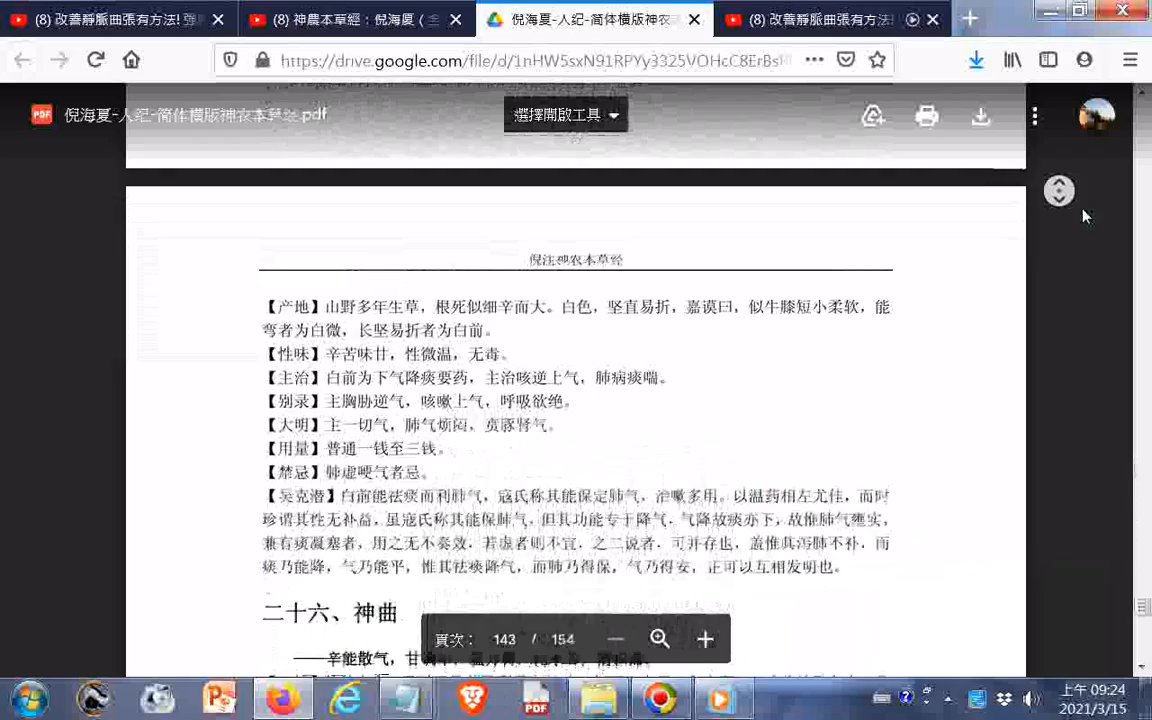 (8) 改善靜脈曲張有方法! 張
(8) 神農本草經：倪海夏 (全
倪海夏-人纪-简体横版神农
(8) 改善靜脈曲張有方法!
https://drive.google.com/file/d/1nHW5sxN91RPYy3325VOHcC8ErBsR
倪海夏-人纪-简体横版神农本草经.pdf
選擇開啟工具
倪注神农本草经
【产地】山野多年生草，根死似细辛而大。白色，坚直易折，嘉谟曰，似牛膝短小柔软，能
弯者为白微，长坚易折者为白前。
【性味】辛苦味甘，性微温，无毒。
【主治】白前为下气降痰要药，主治咳逆上气，肺病痰喘。
【别录】主胸胁逆气，咳嗽上气，呼吸欲绝。
【大明】主一切气，肺气烦闷，贲豚肾气。
【用量】普通一钱至三钱。
【禁忌】肺虚哽气者忌。
【吴克潜】白前能祛痰而利肺气，寇氏称其能保定肺气，治嗽多用。以温药相左尤佳，而时
珍谓其性无补益，虽寇氏称其能保肺气，但其功能专于降气，气降故痰亦下，故惟肺气壅实，
兼有痰凝塞者，用之无不奏效，若虚者则不宜，之二说者，可并存也，盖惟其泻肺不补，而
痰乃能降，气乃能平，惟其祛痰降气，而肺乃得保，气乃得安，正可以互相发明也。
二十六、神曲
——辛能散气，甘
頁次： 143 / 154
上午 09:24
2021/3/15